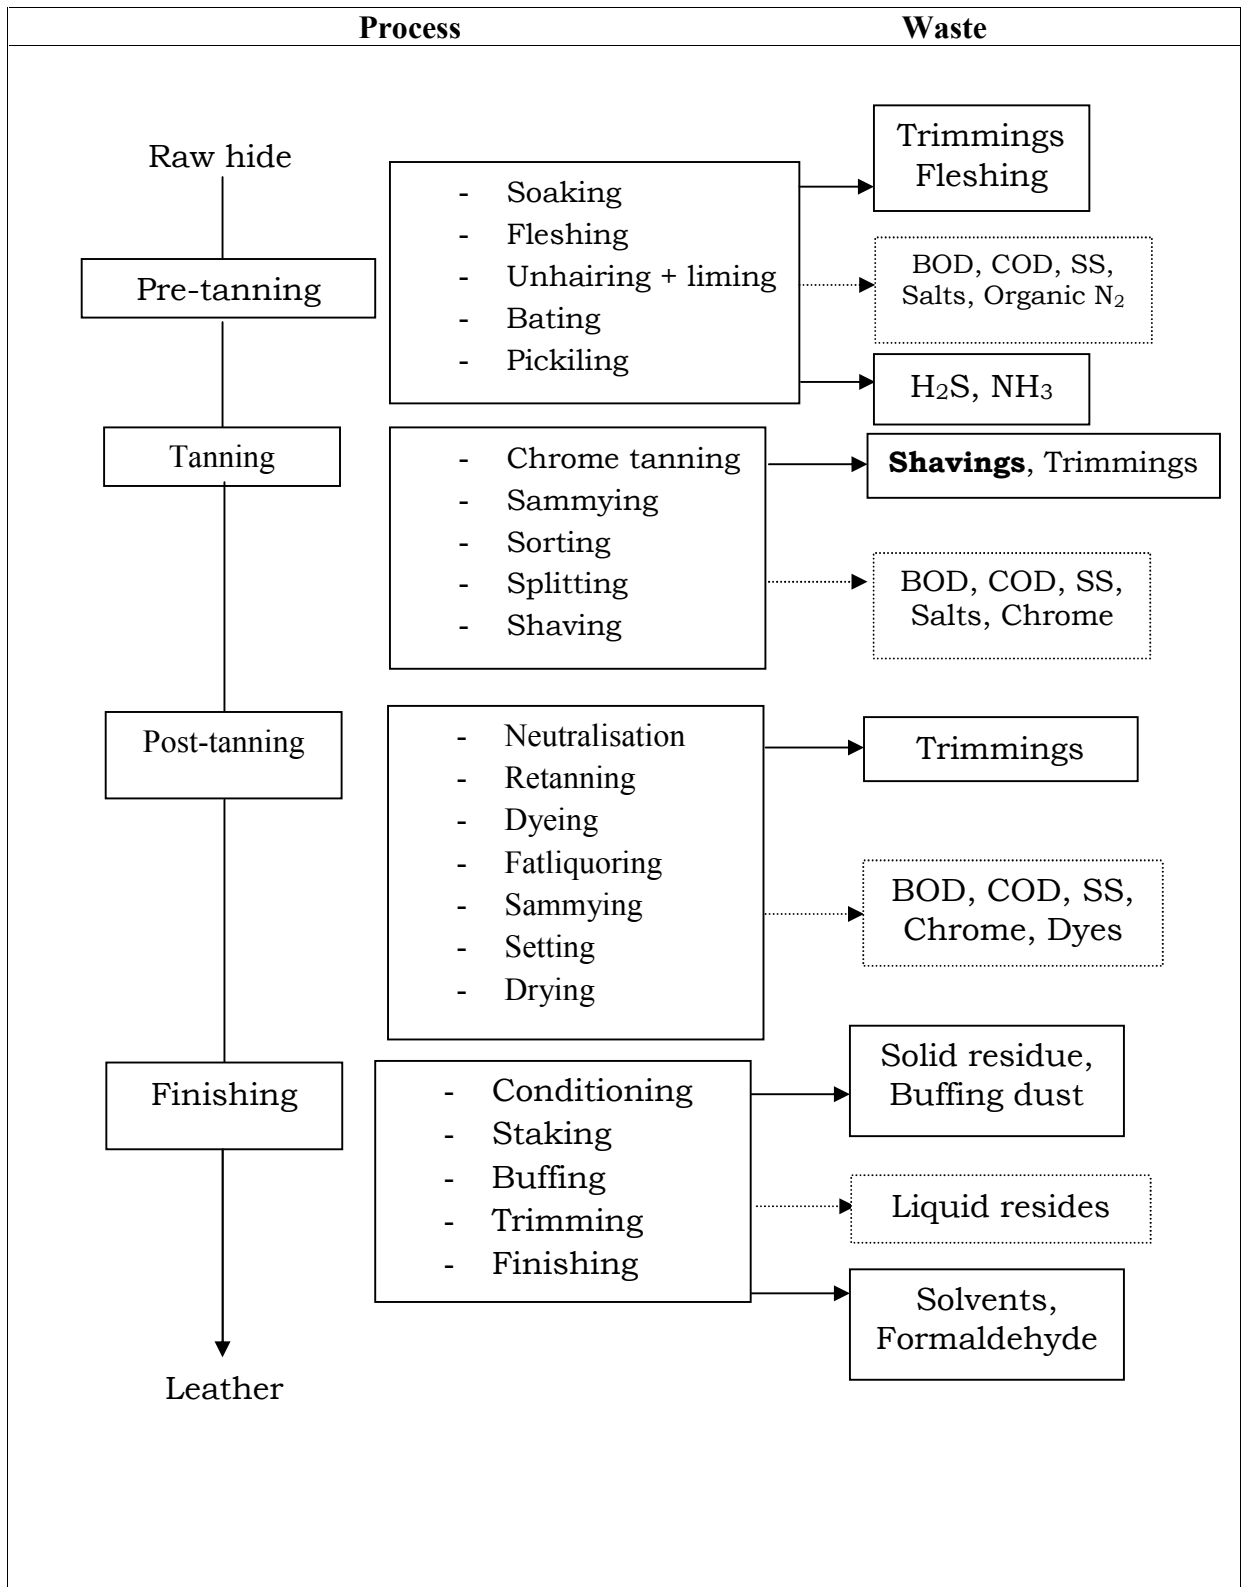 Process Waste
Raw hide
Pre-tanning
- Soaking
- Fleshing
- Unhairing + liming
- Bating
- Pickiling
Trimmings
Fleshing
BOD, COD, SS,
Salts, Organic N₂
H₂S, NH₃
Tanning
- Chrome tanning
- Sammying
- Sorting
- Splitting
- Shaving
Shavings, Trimmings
BOD, COD, SS,
Salts, Chrome
Post-tanning
- Neutralisation
- Retanning
- Dyeing
- Fatliquoring
- Sammying
- Setting
- Drying
Trimmings
BOD, COD, SS,
Chrome, Dyes
Finishing
- Conditioning
- Staking
- Buffing
- Trimming
- Finishing
Solid residue,
Buffing dust
Liquid resides
Solvents,
Formaldehyde
Leather